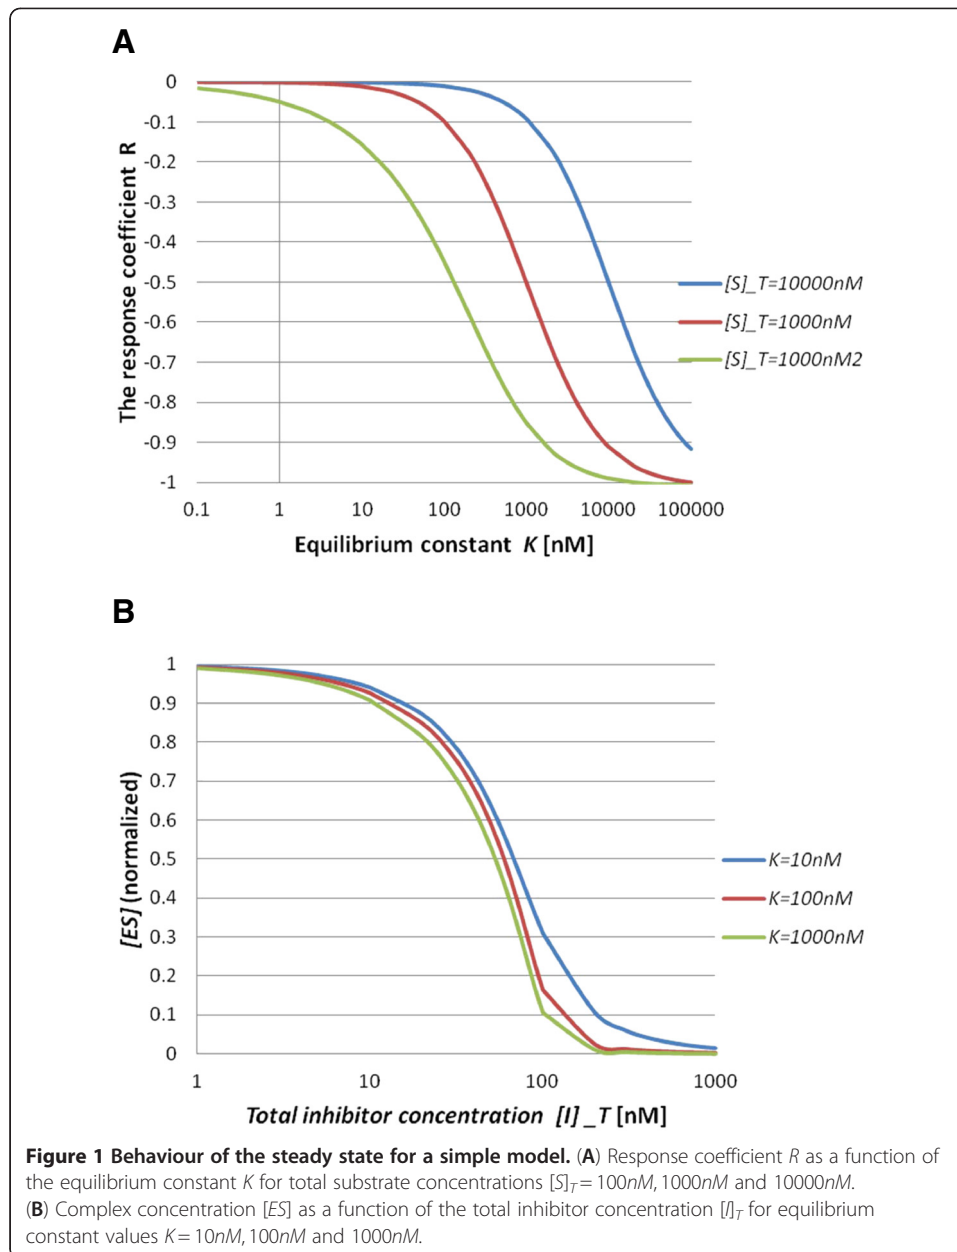 A
The response coefficient R
0
-0.1
-0.2
-0.3
-0.4
-0.5
-0.6
-0.7
-0.8
-0.9
-1
0.1 1 10 100 1000 10000 100000
Equilibrium constant K [nM]
[S]_T=10000nM
[S]_T=1000nM
[S]_T=1000nM2
B
[ES] (normalized)
1
0.9
0.8
0.7
0.6
0.5
0.4
0.3
0.2
0.1
0
1 10 100 1000
Total inhibitor concentration [I]_T [nM]
K=10nM
K=100nM
K=1000nM
Figure 1 Behaviour of the steady state for a simple model. (A) Response coefficient R as a function of
the equilibrium constant K for total substrate concentrations [S]T = 100nM, 1000nM and 10000nM.
(B) Complex concentration [ES] as a function of the total inhibitor concentration [I]T for equilibrium
constant values K = 10nM, 100nM and 1000nM.